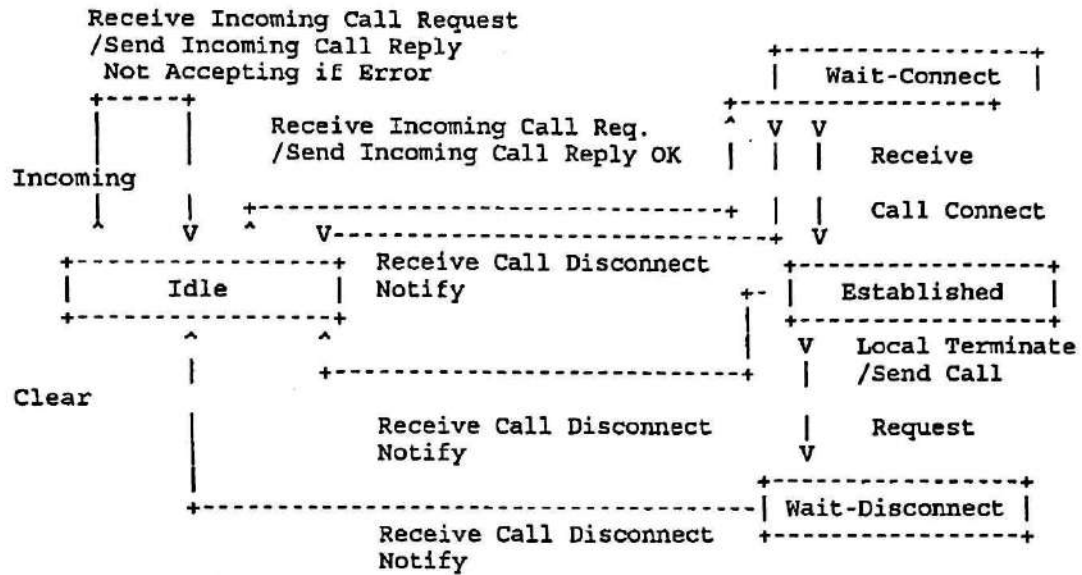 Receive Incoming Call Request
/Send Incoming Call Reply
Not Accepting if Error
Wait-Connect
Receive Incoming Call Req.
/Send Incoming Call Reply OK
Receive
Incoming
Call Connect
Receive Call Disconnect
Notify
Idle
Established
Local Terminate
/Send Call
Clear
Receive Call Disconnect
Notify
Request
Wait-Disconnect
Receive Call Disconnect
Notify